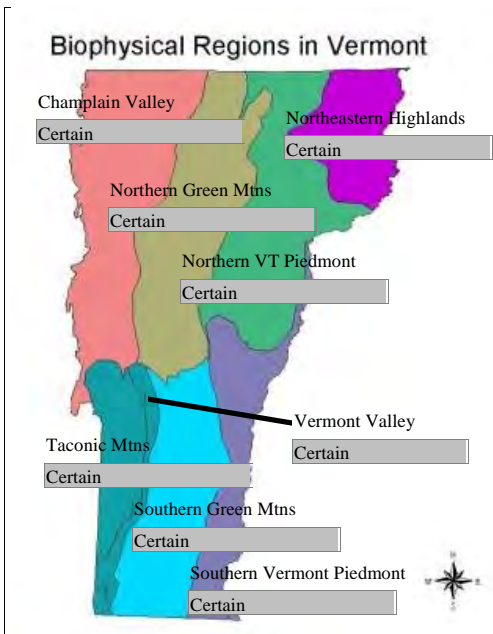 Biophysical Regions in Vermont
Champlain Valley
Certain
Northeastern Highlands
Certain
Northern Green Mtns
Certain
Northern VT Piedmont
Certain
Vermont Valley
Certain
Taconic Mtns
Certain
Southern Green Mtns
Certain
Southern Vermont Piedmont
Certain